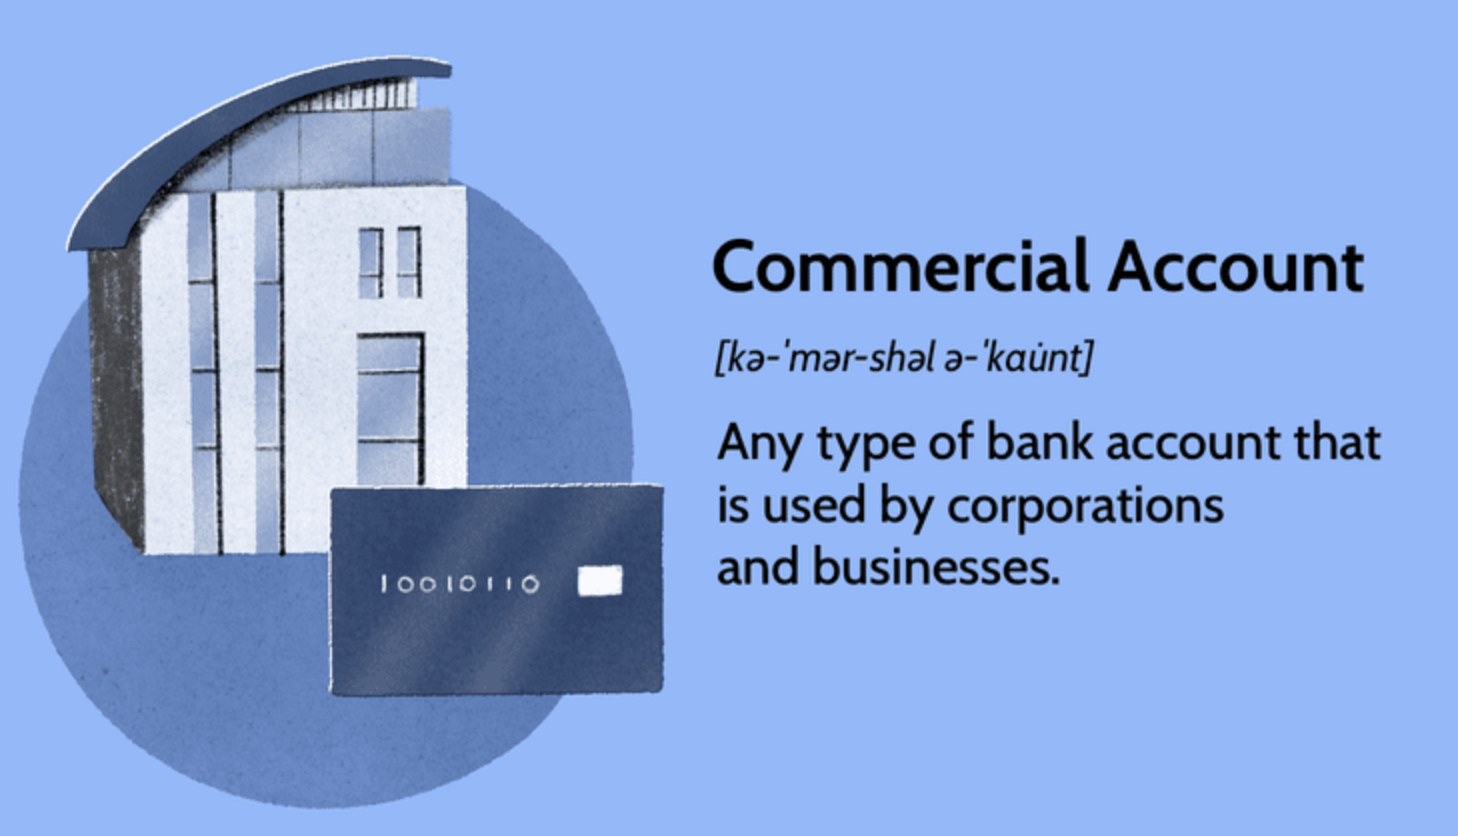 Commercial Account
[kə-ˈmər-shəl ə-ˈkau̇nt]
Any type of bank account that
is used by corporations
and businesses.
10010110